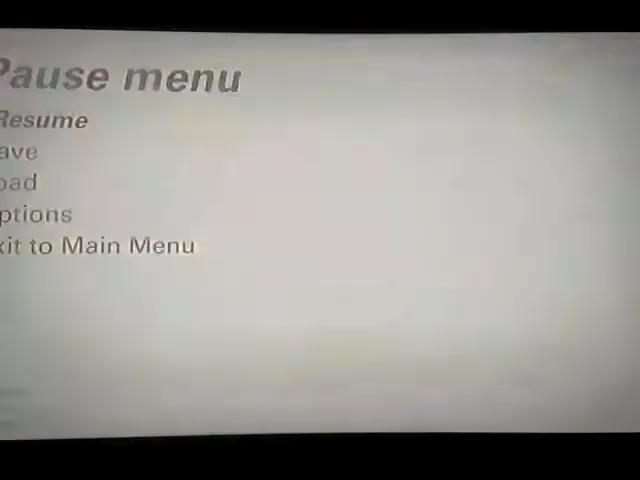 Pause menu
Resume
ave
oad
ptions
xit to Main Menu